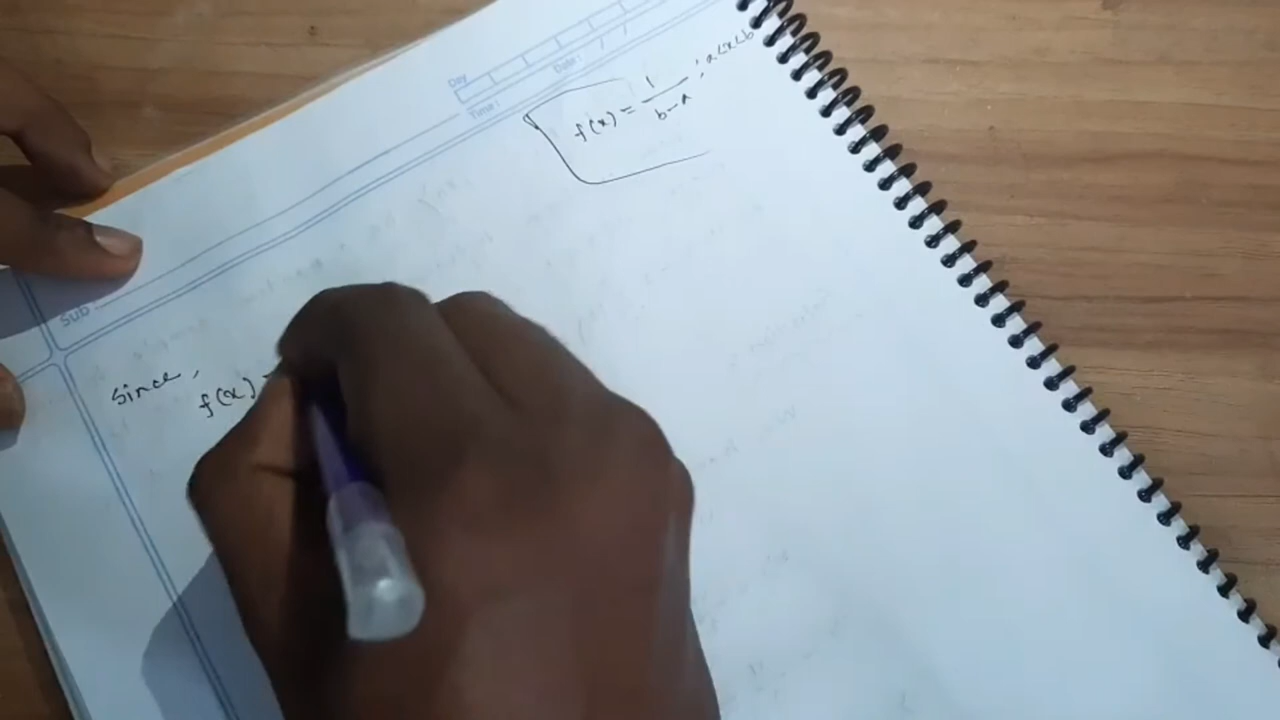 Day
Time: Date: / /
f(x) = 1/b-a ; a<x<b
Sub:
Since,
f(x) =